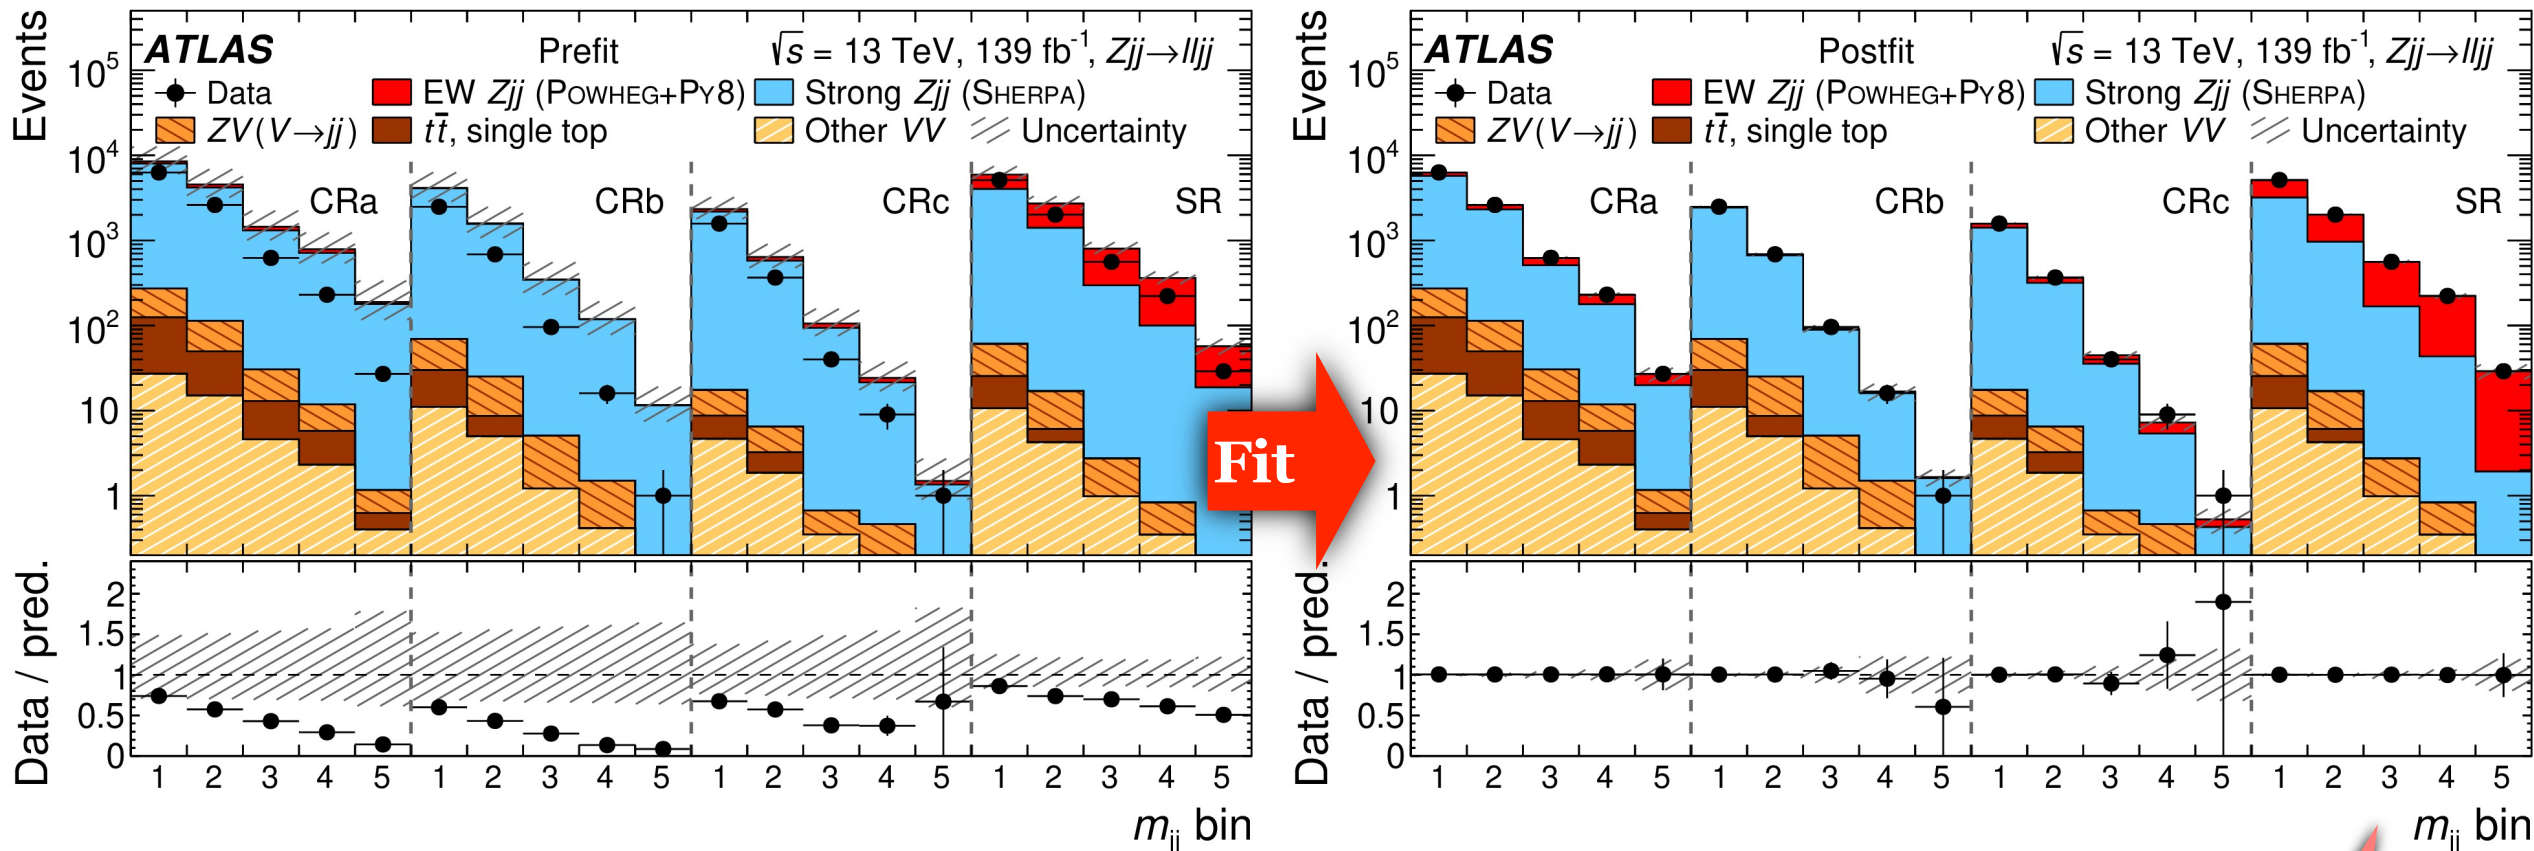 Events
ATLAS Prefit √s = 13 TeV, 139 fb⁻¹, Zjj→lljj
Data EW Zjj (POWHEG+PY8) Strong Zjj (SHERPA)
ZV(V→jj) tt̄, single top Other VV Uncertainty
10⁵
10⁴
10³
10²
10
1
CRa CRb CRc SR
Data / pred.
2
1.5
1
0.5
0
1 2 3 4 5 1 2 3 4 5 1 2 3 4 5 1 2 3 4 5
mjj bin
Fit
Events
ATLAS Postfit √s = 13 TeV, 139 fb⁻¹, Zjj→lljj
Data EW Zjj (POWHEG+PY8) Strong Zjj (SHERPA)
ZV(V→jj) tt̄, single top Other VV Uncertainty
10⁵
10⁴
10³
10²
10
1
CRa CRb CRc SR
Data / pred.
2
1.5
1
0.5
0
1 2 3 4 5 1 2 3 4 5 1 2 3 4 5 1 2 3 4 5
mjj bin